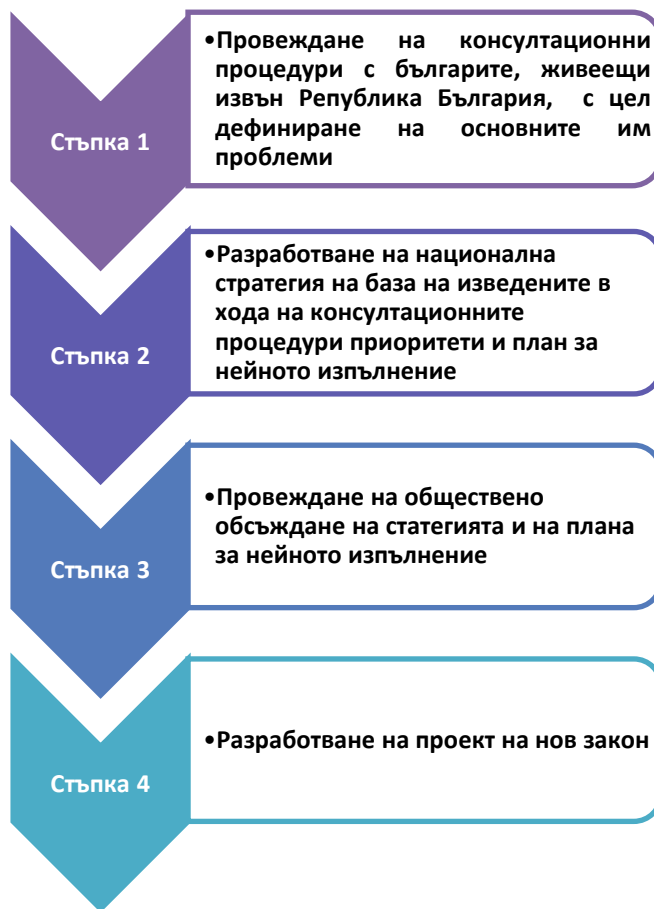 Стъпка 1
•Провеждане на консултационни
процедури с българите, живеещи
извън Република България, с цел
дефиниране на основните им
проблеми
Стъпка 2
•Разработване на национална
стратегия на база на изведените в
хода на консултационните
процедури приоритети и план за
нейното изпълнение
Стъпка 3
•Провеждане на обществено
обсъждане на статегията и на плана
за нейното изпълнение
Стъпка 4
•Разработване на проект на нов закон